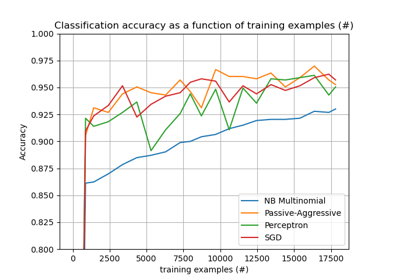 Classification accuracy as a function of training examples (#)
1.000
0.975
0.950
0.925
0.900
0.875
0.850
0.825
0.800
Accuracy
NB Multinomial
Passive-Aggressive
Perceptron
SGD
0 2500 5000 7500 10000 12500 15000 17500
training examples (#)